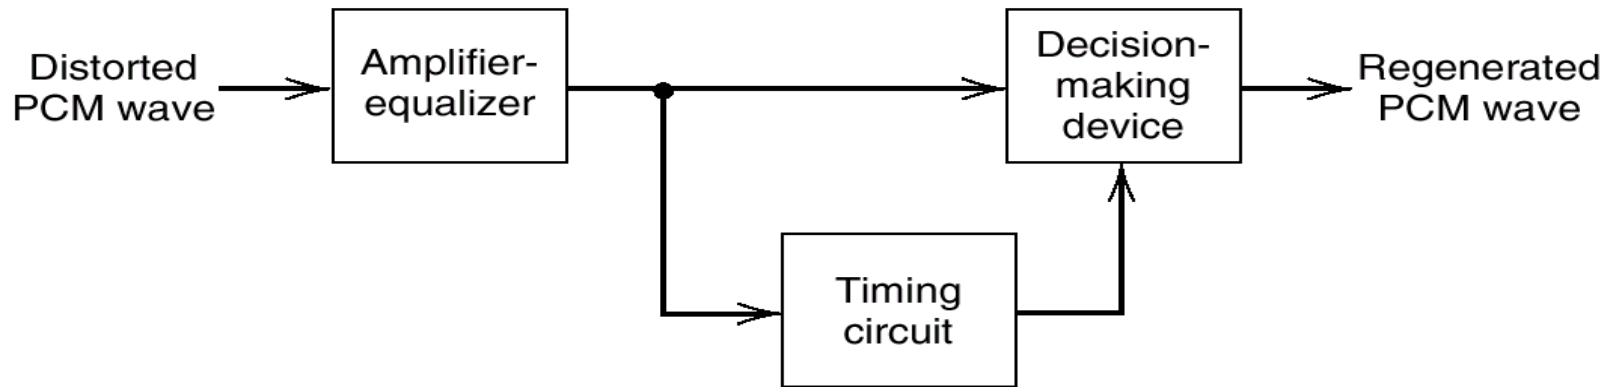 Distorted
PCM wave
Amplifier-
equalizer
Decision-
making
device
Regenerated
PCM wave
Timing
circuit